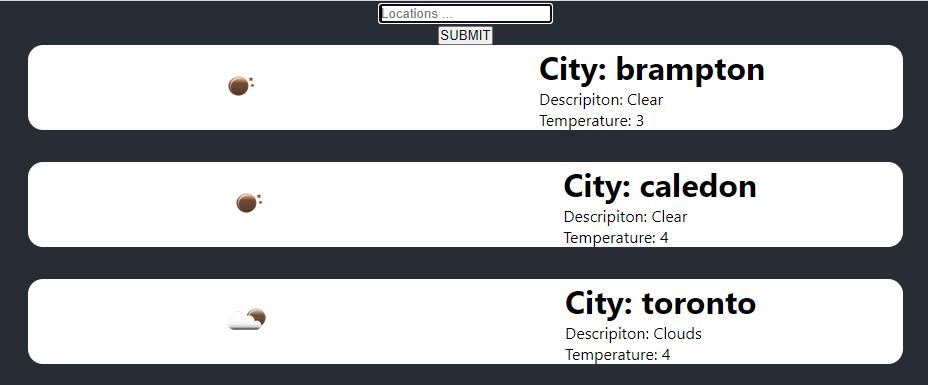 Locations ...
SUBMIT
City: brampton
Descripiton: Clear
Temperature: 3
City: caledon
Descripiton: Clear
Temperature: 4
City: toronto
Descripiton: Clouds
Temperature: 4